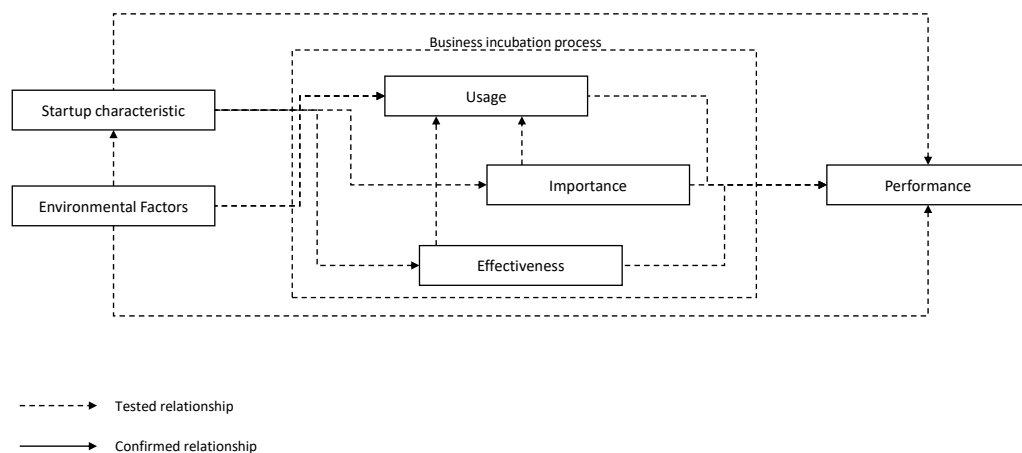 Business incubation process
Usage
Startup characteristic
Importance
Performance
Environmental Factors
Effectiveness
Tested relationship
Confirmed relationship